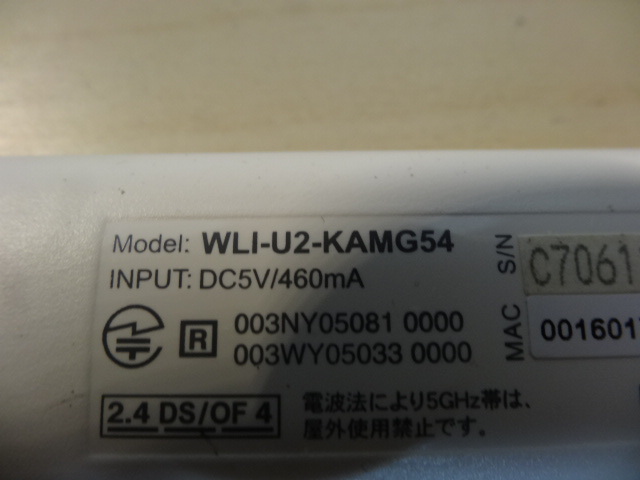 Model: WLI-U2-KAMG54
INPUT: DC5V/460mA
R 003NY05081 0000
003WY05033 0000
2.4 DS/OF 4
電波法により5GHz帯は、
屋外使用禁止です。
S/N C7061
MAC 001601